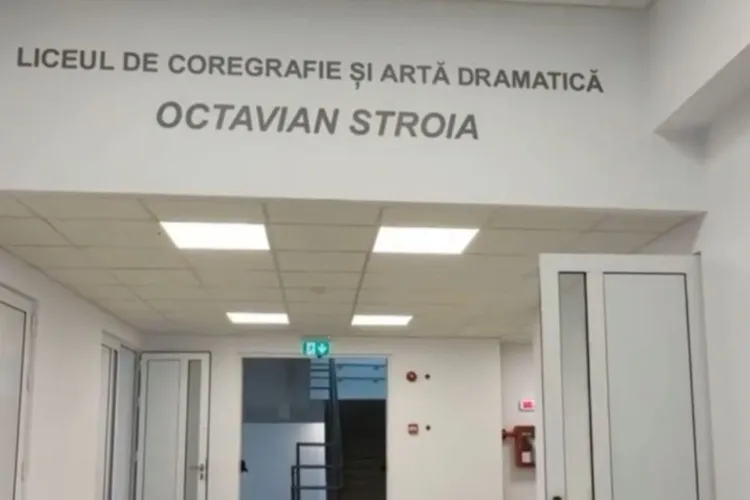 LICEUL DE COREGRAFIE ȘI ARTĂ DRAMATICĂ
OCTAVIAN STROIA